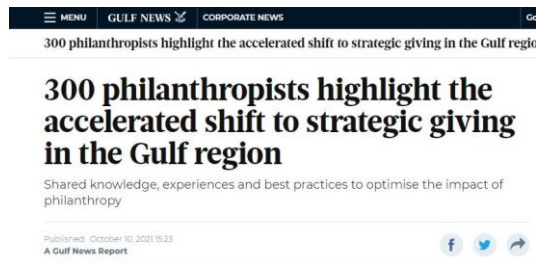 MENU GULF NEWS CORPORATE NEWS Go
300 philanthropists highlight the accelerated shift to strategic giving in the Gulf regio
300 philanthropists highlight the
accelerated shift to strategic giving
in the Gulf region
Shared knowledge, experiences and best practices to optimise the impact of
philanthropy
Published: October 10, 2021 15:23
A Gulf News Report